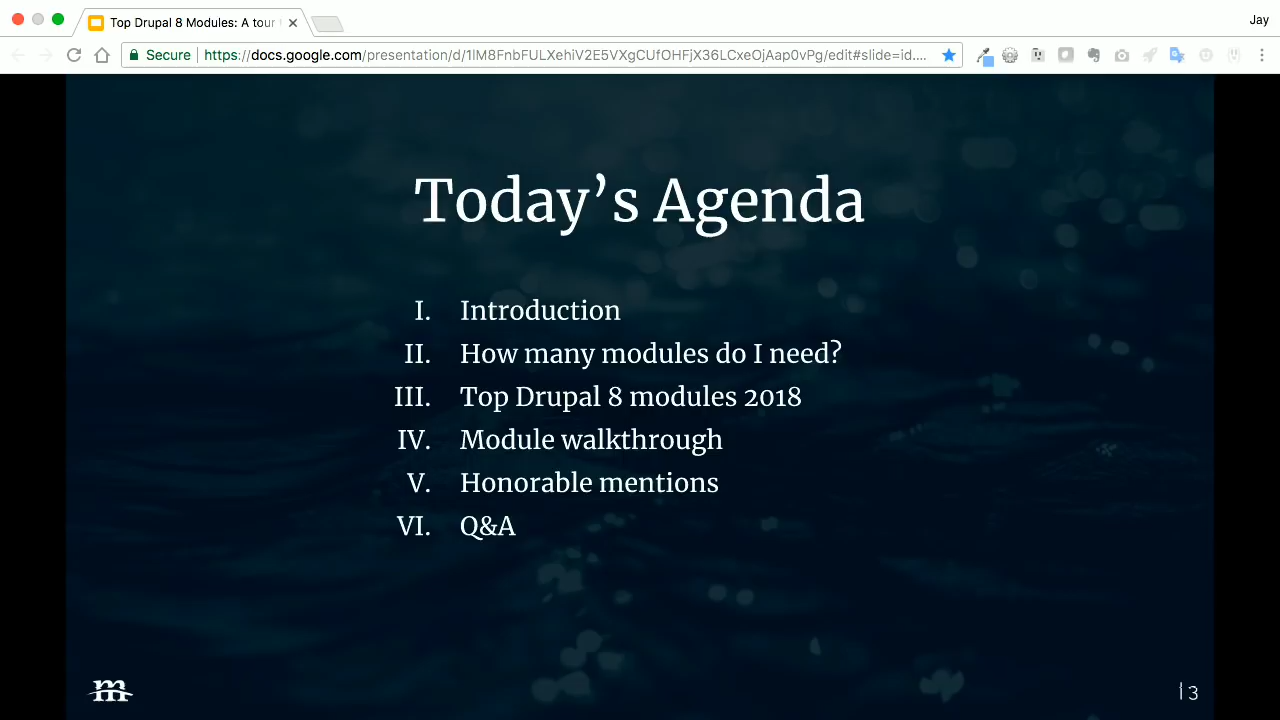 Top Drupal 8 Modules: A tour
Jay
Secure
https://docs.google.com/presentation/d/1lM8FnbFULXehiV2E5VXgCUfOHFjX36LCxeOjAap0vPg/edit#slide=id....
Today’s Agenda
I. Introduction
II. How many modules do I need?
III. Top Drupal 8 modules 2018
IV. Module walkthrough
V. Honorable mentions
VI. Q&A
m
| 3